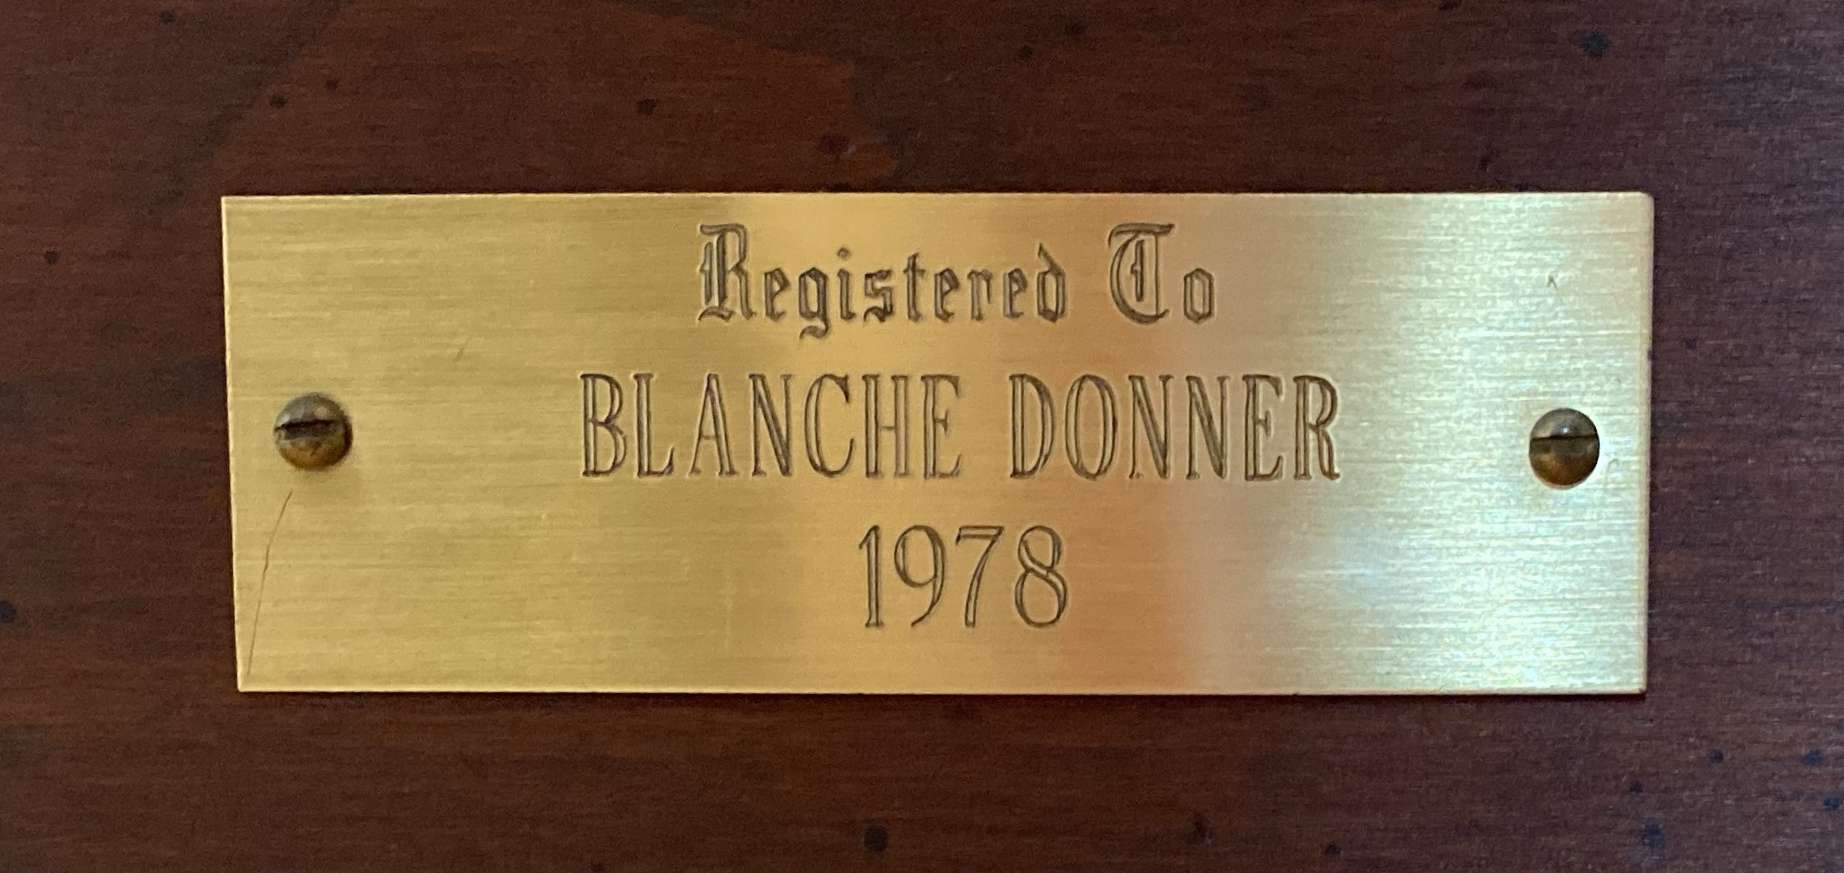 Registered To
BLANCHE DONNER
1978